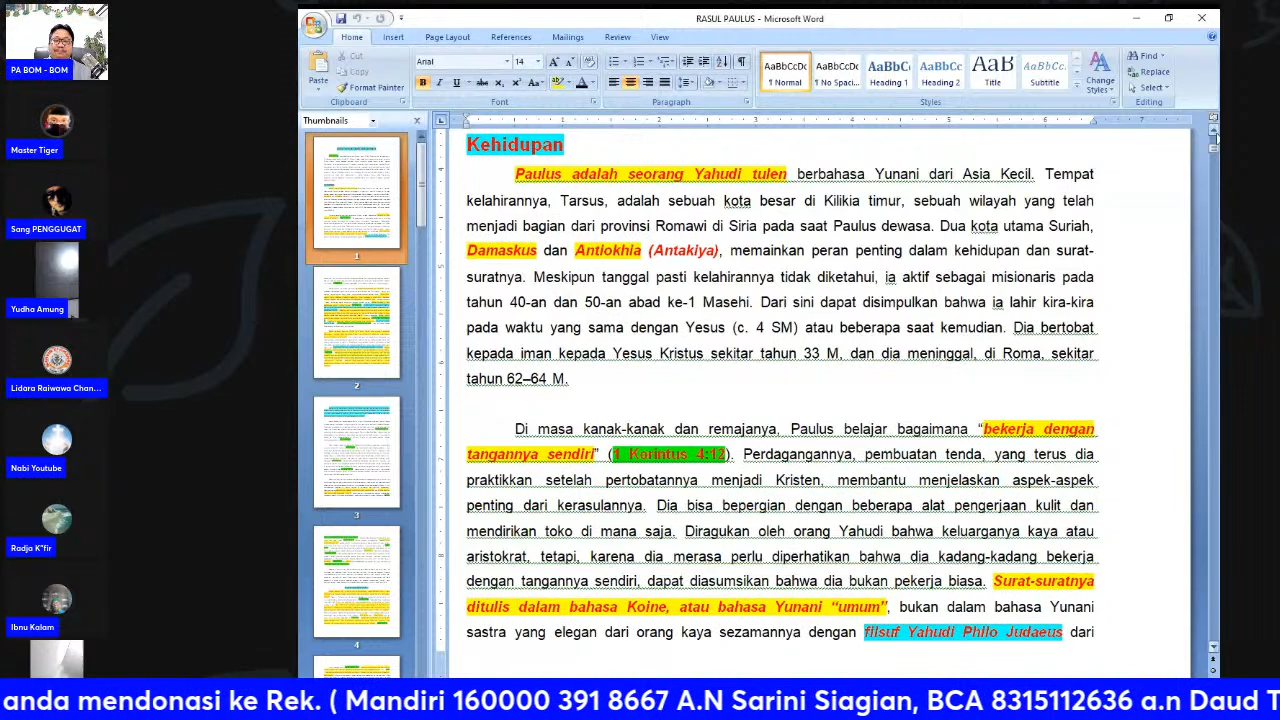 RASUL PAULUS - Microsoft Word
Home Insert Page Layout References Mailings Review View
Paste
Cut
Copy
Format Painter
Clipboard
Arial 14
Font
Paragraph
AaBbCcDc AaBbCcDc AaBbC AaBbCc AaB AaBbCc.
¶ Normal ¶ No Spaci... Heading 1 Heading 2 Title Subtitle
Change Styles
Styles
Find
Replace
Select
Editing
Thumbnails
1
2
3
4
PA BOM - BOM
Master Tiger
Sang PENGGUGAT
Yudha Amung
Lidara Raiwawa Chan...
Nabi Youtube
Radja K"fir
Ibnu Kalam
Kehidupan
Paulus adalah seorang Yahudi tulen berbahasa Yunani dari Asia Kecil. Tempat
kelahirannya, Tarsus, adalah sebuah kota besar di Kilikia timur, sebuah wilayah yang telah
menjadi bagian dari provinsi Romawi di Siria pada saat Paulus dewasa. Dua kota utama Suriah,
Damaskus dan Antiokhia (Antakiya), memainkan peran penting dalam kehidupan dan surat-
suratnya. Meskipun tanggal pasti kelahirannya tidak diketahui, ia aktif sebagai misionaris pada
tahun 40-an dan 50-an abad ke-1 Masehi. Dari sini dapat disimpulkan bahwa ia lahir kira-kira
pada waktu yang sama dengan Yesus (c. 4 SM) atau beberapa saat kemudian. Dia bertobat
kepada iman kepada Yesus Kristus sekitar tahun 33 M, dan dia meninggal, di Roma, sekitar
tahun 62–64 M.
Di masa kanak-kanak dan remajanya, Paulus belajar bagaimana “bekerja dengan
tangannya sendiri” (1 Korintus 4:12). Perdagangannya, pembuatan tenda, yang terus dia
praktikkan setelah pertobatannya menjadi Kristen, membantu menjelaskan aspek-aspek
penting dari kerasulannya. Dia bisa bepergian dengan beberapa alat pengerjaan kulit dan
mendirikan toko di mana saja. Diragukan oleh orang Yahudi bahwa keluarganya kaya atau
aristokrat, tetapi, karena dia merasa perlu memastikan bahwa dia kadang-kadang bekerja
dengan tangannya sendiri, dapat diasumsikan bahwa dia bukan pekerja biasa. Surat-suratnya
ditulis dalam bahasa Koine, atau bahasa Yunani “umum”, bukan dalam bahasa Yunani
sastra yang elegan dari orang kaya sezamannya dengan filsuf Yahudi Philo Judaeus dari
anda mendonasi ke Rek. ( Mandiri 160000 391 8667 A.N Sarini Siagian, BCA 8315112636 a.n Daud T